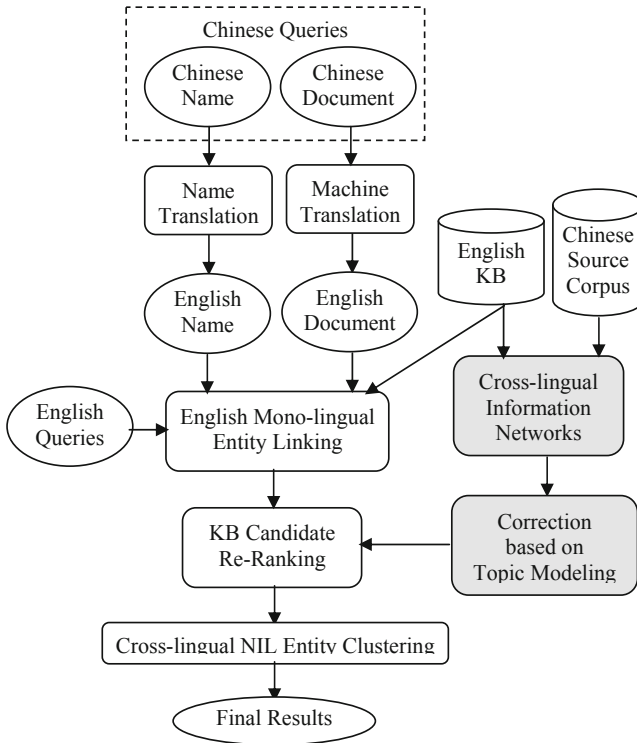 Chinese Queries
Chinese
Name
Chinese
Document
Name
Translation
Machine
Translation
English
KB
Chinese
Source
Corpus
English
Name
English
Document
English
Queries
English Mono-lingual
Entity Linking
Cross-lingual
Information
Networks
KB Candidate
Re-Ranking
Correction
based on
Topic Modeling
Cross-lingual NIL Entity Clustering
Final Results